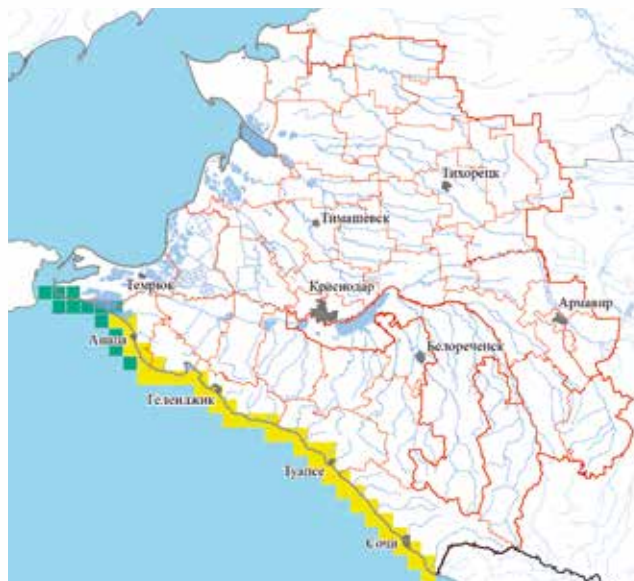 Тихорецк
Тимашевск
Темрюк
Краснодар
Армавир
Анапа
Белореченск
Геленджик
Туапсе
Сочи